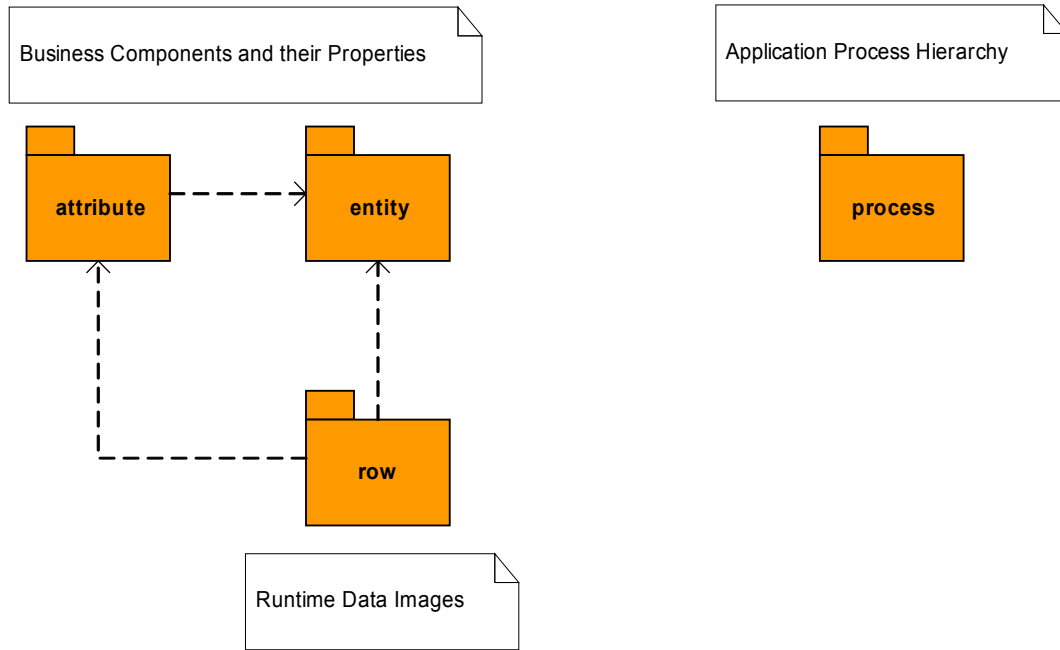 Business Components and their Properties
Application Process Hierarchy
attribute
entity
process
row
Runtime Data Images